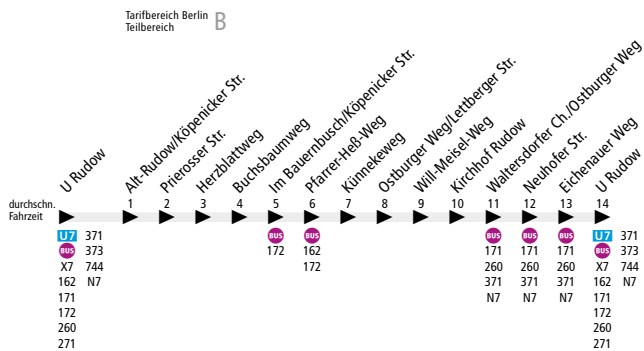 Tarifbereich Berlin
Teilbereich
B
U Rudow
Alt-Rudow/Köpenicker Str.
Prierosser Str.
Herzblattweg
Buchsbaumweg
Im Bauernbusch/Köpenicker Str.
Pfarrer-Heß-Weg
Künnekeweg
Ostburger Weg/Lettberger Str.
Will-Meisel-Weg
Kirchhof Rudow
Waltersdorfer Ch./Ostburger Weg
Neuhofer Str.
Eichenauer Weg
U Rudow
durchschn. 1 2 3 4 5 6 7 8 9 10 11 12 13 14
Fahrzeit
U7 371 BUS BUS BUS BUS BUS U7 371
BUS 373 172 162 171 171 171 BUS 373
X7 744 172 260 260 260 X7 744
162 N7 371 371 371 162 N7
171 N7 N7 N7 171
172 172
260 260
271 271